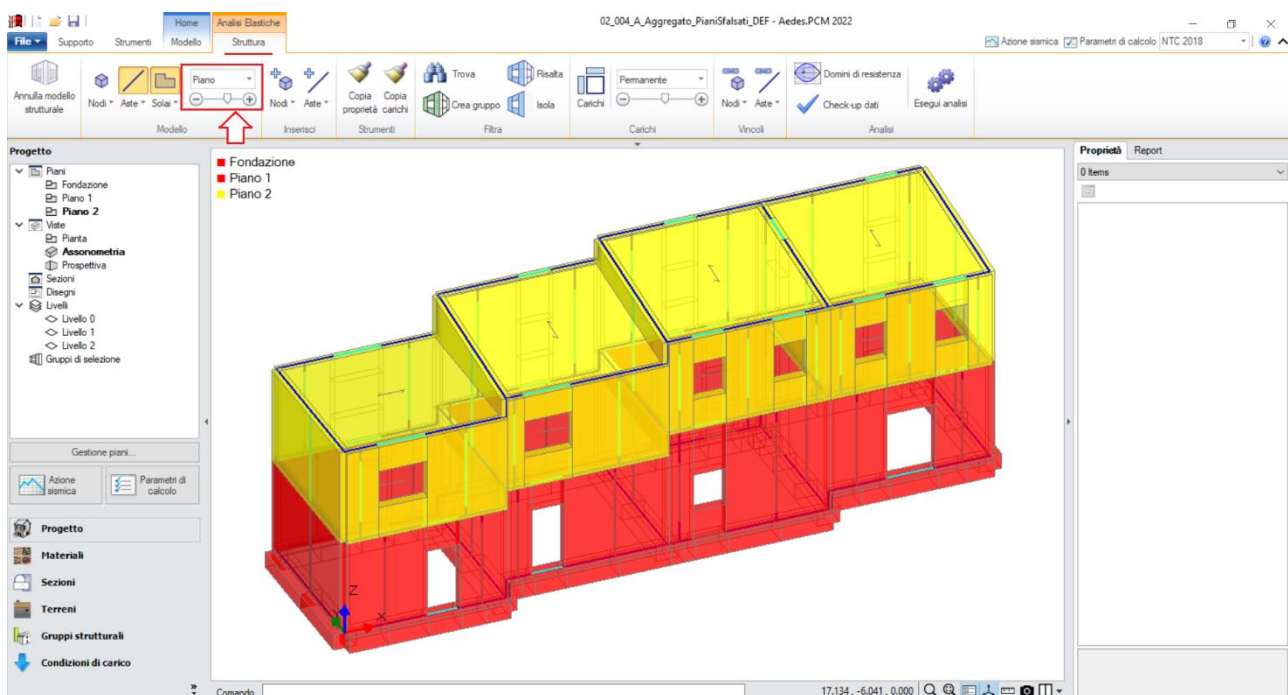 Home
Analisi Elastiche
02_004_A_Aggregato_PianiSfalsati_DEF - Aedes.PCM 2022
File
Supporto
Strumenti
Modello
Struttura
Azione sismica
Parametri di calcolo
NTC 2018
Annulla modello
strutturale
Nodi
Aste
Solai
Piano
Modello
Nodi
Aste
Inserisci
Copia
proprietà
Copia
carichi
Strumenti
Trova
Crea gruppo
Risalta
Isola
Filtra
Carichi
Permanente
Carichi
Nodi
Aste
Vincoli
Domini di resistenza
Check-up dati
Esegui analisi
Analisi
Progetto
Piani
Fondazione
Piano 1
Piano 2
Viste
Pianta
Assonometria
Prospettiva
Sezioni
Disegni
Livelli
Livello 0
Livello 1
Livello 2
Gruppi di selezione
Gestione piani...
Azione
sismica
Parametri di
calcolo
Progetto
Materiali
Sezioni
Terreni
Gruppi strutturali
Condizioni di carico
Fondazione
Piano 1
Piano 2
Z
X
Comando
17.134 , -6.041 , 0.000
Proprietà
Report
0 Items